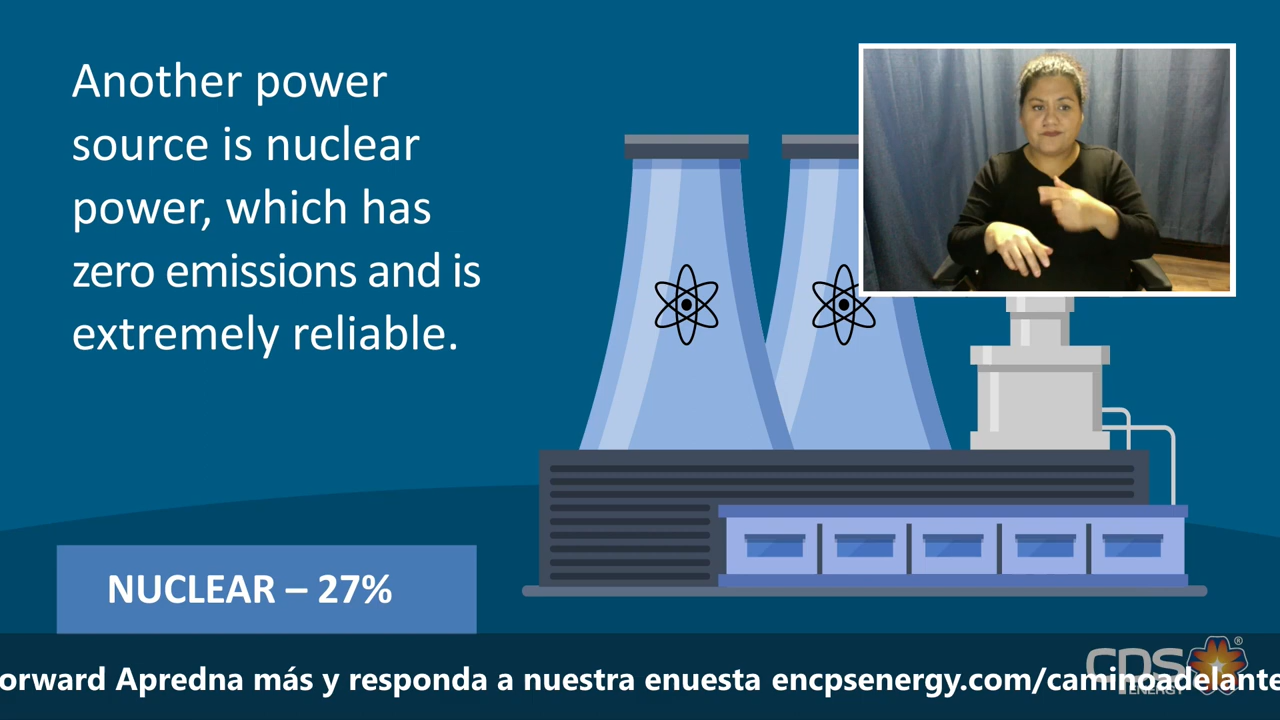 Another power
source is nuclear
power, which has
zero emissions and is
extremely reliable.
NUCLEAR – 27%
orward Apredna más y responda a nuestra enuesta encpsenergy.com/caminoadelante
CPS
ENERGY
®